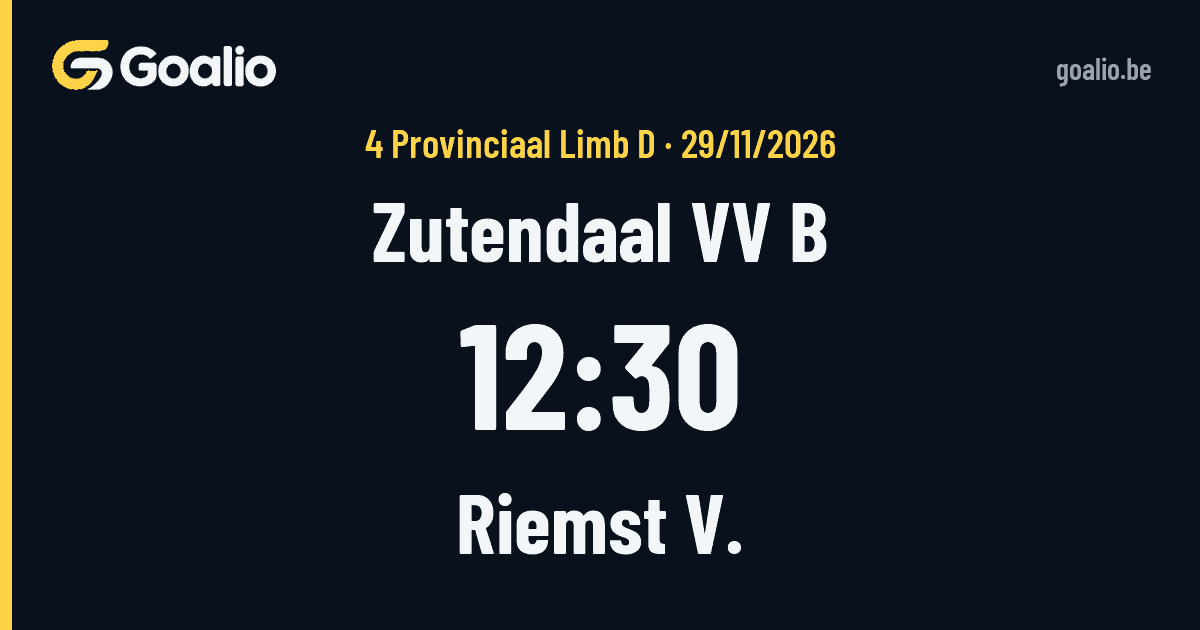 Goalio
goalio.be
4 Provinciaal Limb D · 29/11/2026
Zutendaal VV B
12:30
Riemst V.